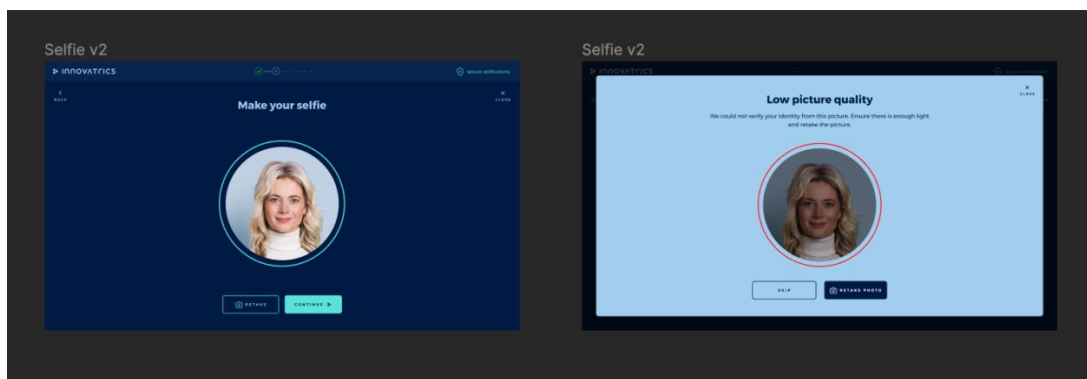 Selfie v2
INNOVATRICS
secure verifications
BACK
CLOSE
Make your selfie
RETAKE
CONTINUE
Selfie v2
INNOVATRICS
CLOSE
Low picture quality
We could not verify your identity from this picture. Ensure there is enough light
and retake the picture.
SKIP
RETAKE PHOTO